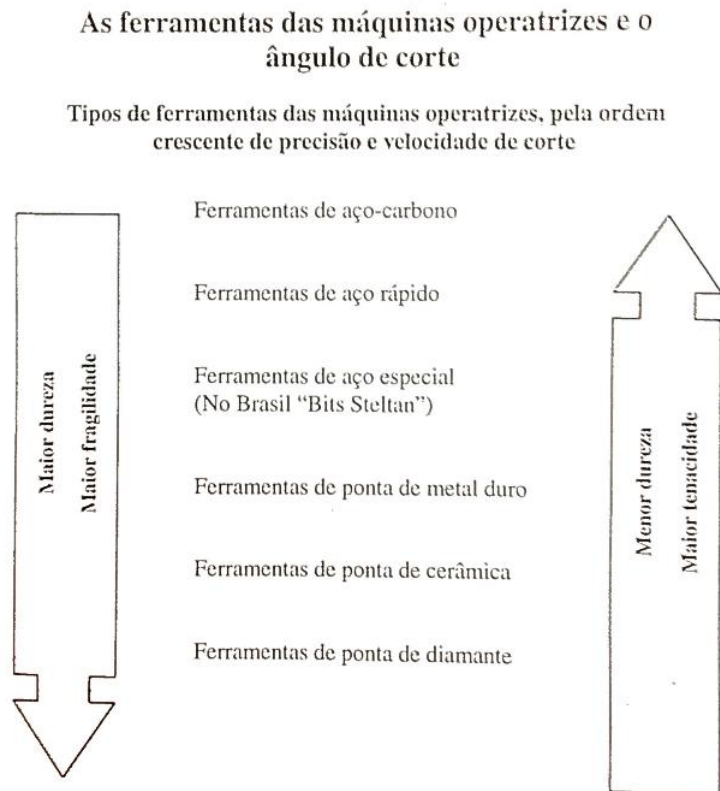 As ferramentas das máquinas operatrizes e o
ângulo de corte
Tipos de ferramentas das máquinas operatrizes, pela ordem
crescente de precisão e velocidade de corte
Ferramentas de aço-carbono
Ferramentas de aço rápido
Ferramentas de aço especial
(No Brasil “Bits Steltan”)
Ferramentas de ponta de metal duro
Ferramentas de ponta de cerâmica
Ferramentas de ponta de diamante
Maior dureza
Maior fragilidade
Menor dureza
Maior tenacidade